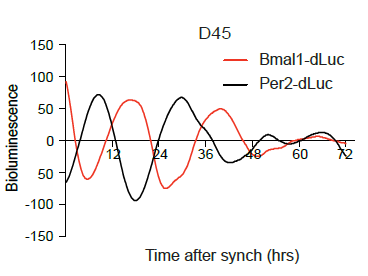 D45
Bmal1-dLuc
Per2-dLuc
Bioluminescence
150
100
50
0
-50
-100
-150
12 24 36 48 60 72
Time after synch (hrs)